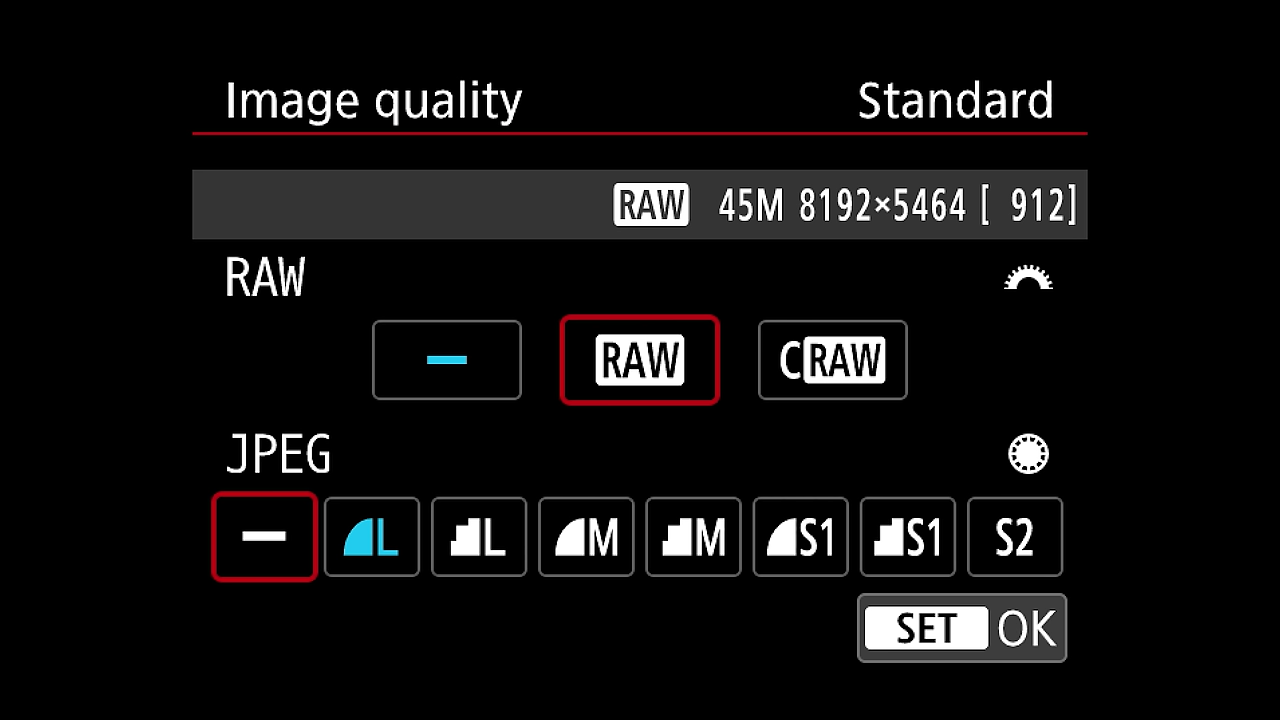 Image quality Standard
RAW 45M 8192×5464 [ 912]
RAW
— RAW CRAW
JPEG
— L L M M S1 S1 S2
SET OK